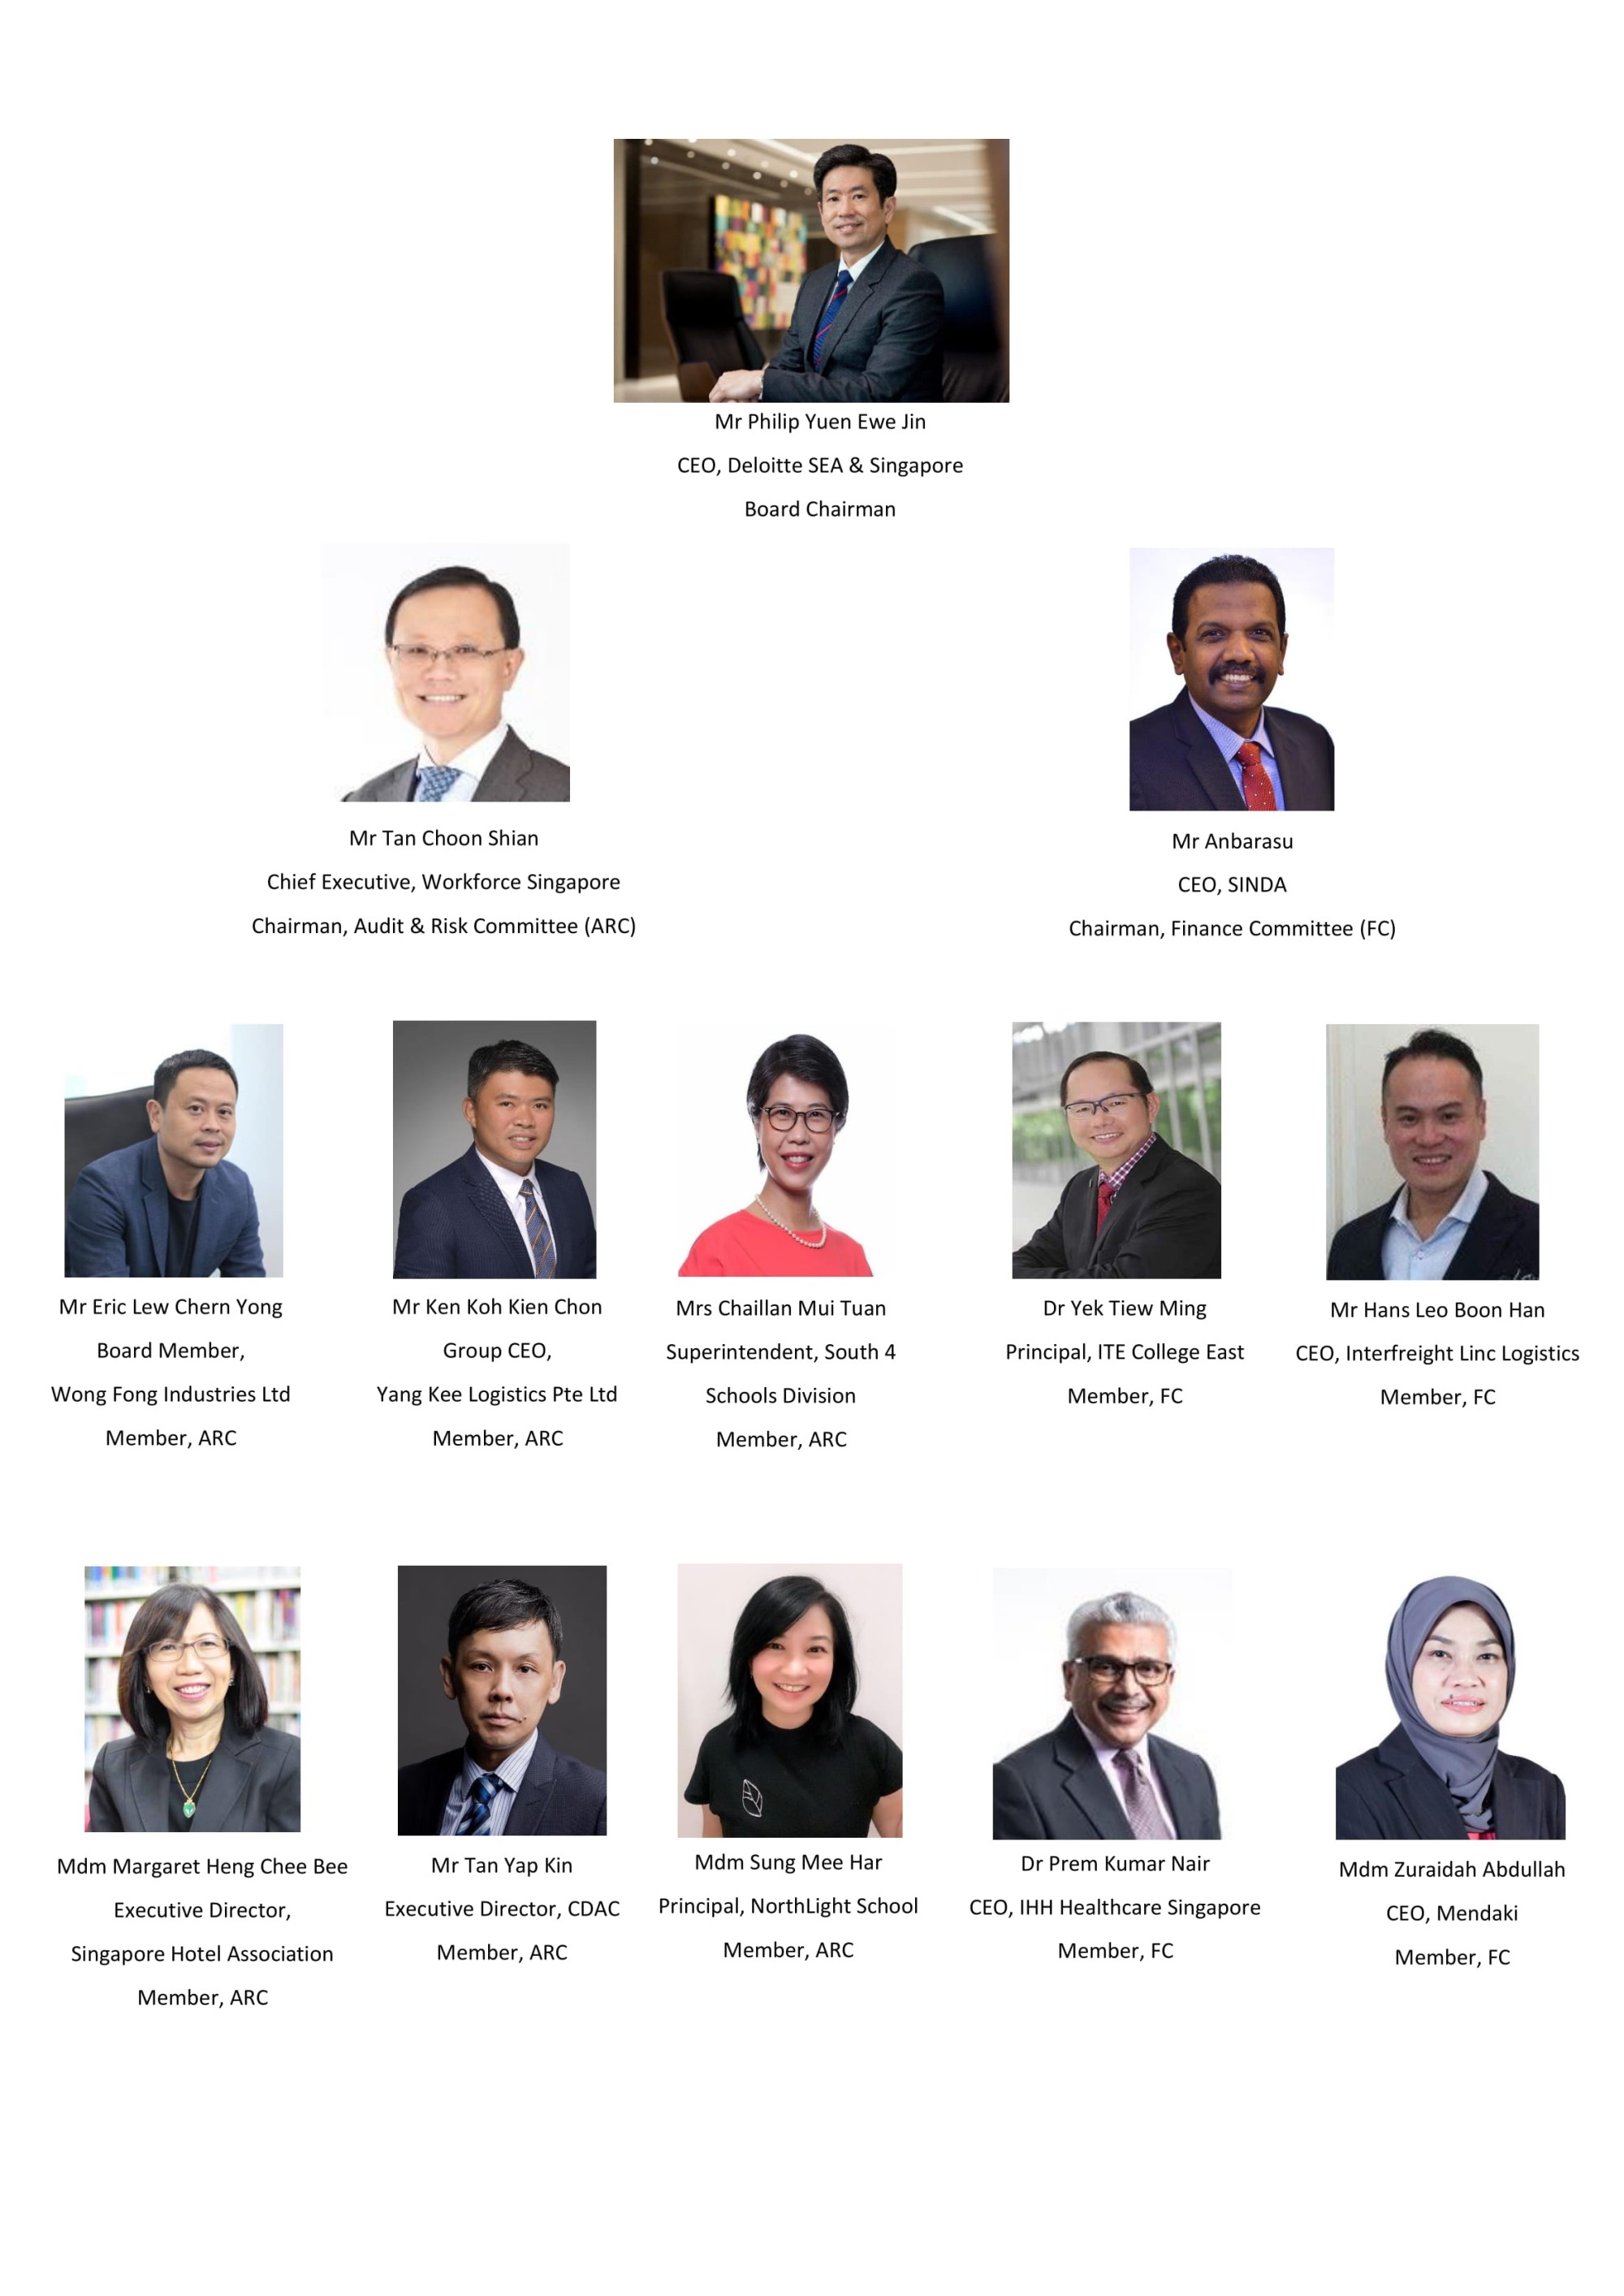 Mr Philip Yuen Ewe Jin
CEO, Deloitte SEA & Singapore
Board Chairman
Mr Tan Choon Shian
Chief Executive, Workforce Singapore
Chairman, Audit & Risk Committee (ARC)
Mr Anbarasu
CEO, SINDA
Chairman, Finance Committee (FC)
Mr Eric Lew Chern Yong
Board Member,
Wong Fong Industries Ltd
Member, ARC
Mr Ken Koh Kien Chon
Group CEO,
Yang Kee Logistics Pte Ltd
Member, ARC
Mrs Chaillan Mui Tuan
Superintendent, South 4
Schools Division
Member, ARC
Dr Yek Tiew Ming
Principal, ITE College East
Member, FC
Mr Hans Leo Boon Han
CEO, Interfreight Linc Logistics
Member, FC
Mdm Margaret Heng Chee Bee
Executive Director,
Singapore Hotel Association
Member, ARC
Mr Tan Yap Kin
Executive Director, CDAC
Member, ARC
Mdm Sung Mee Har
Principal, NorthLight School
Member, ARC
Dr Prem Kumar Nair
CEO, IHH Healthcare Singapore
Member, FC
Mdm Zuraidah Abdullah
CEO, Mendaki
Member, FC